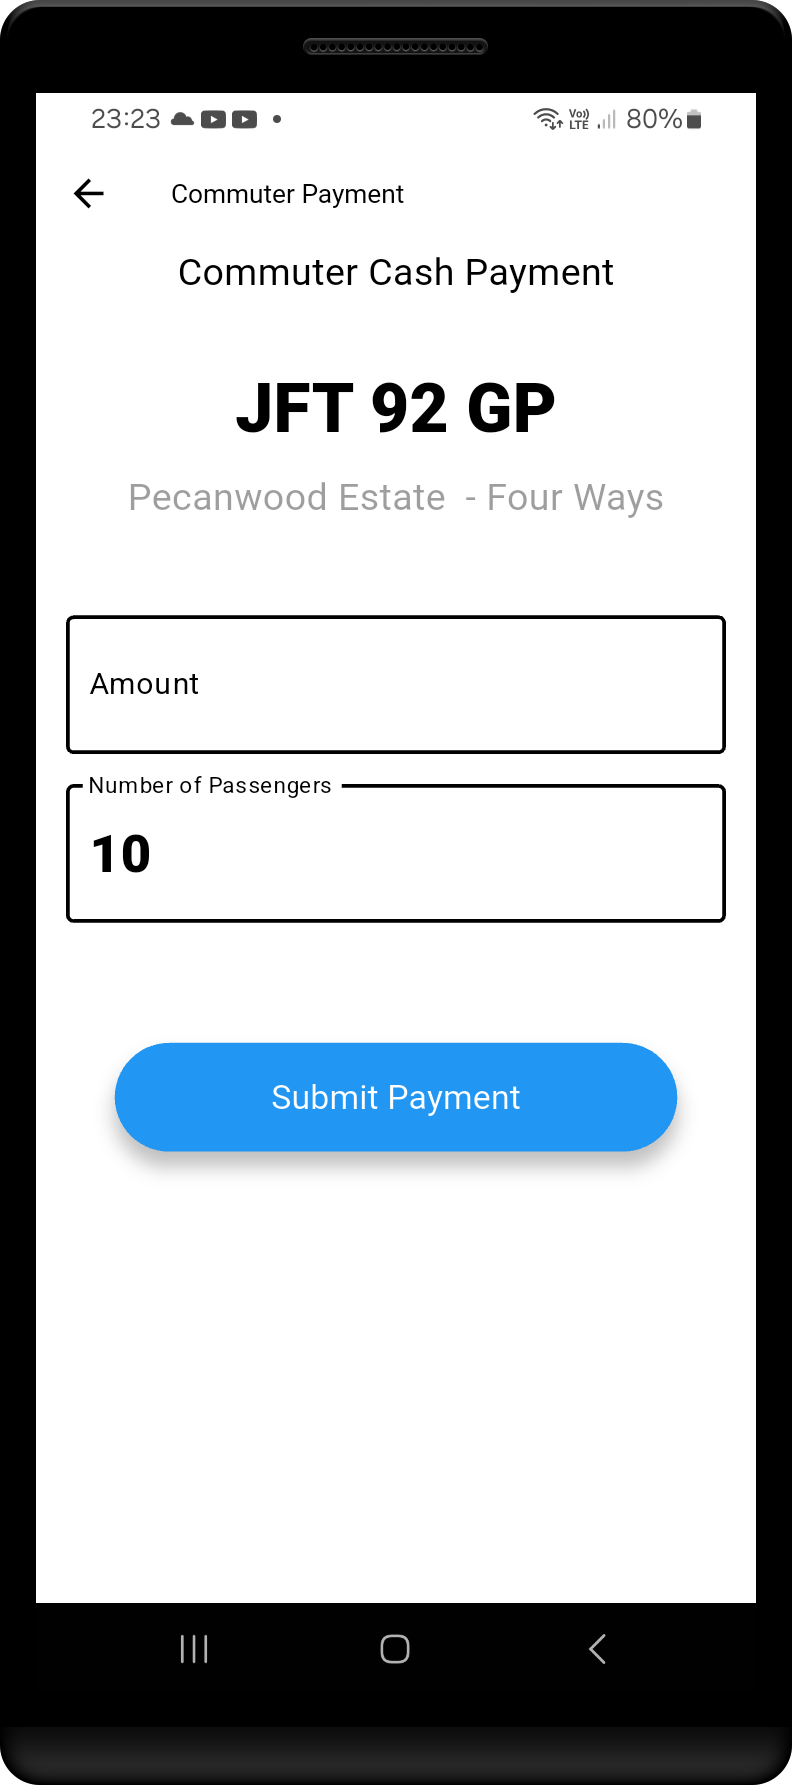 23:23 Vo)) LTE 80%
Commuter Payment
Commuter Cash Payment
JFT 92 GP
Pecanwood Estate  - Four Ways
Amount
Number of Passengers
10
Submit Payment